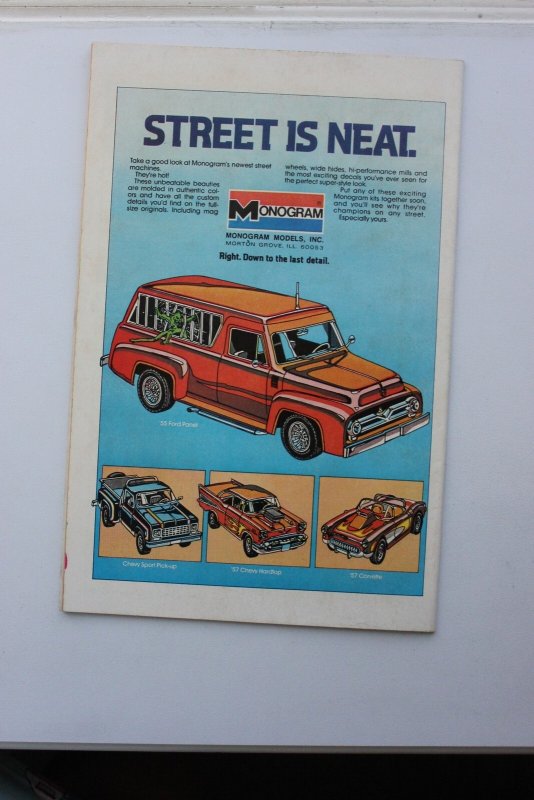 STREET IS NEAT.
Take a good look at Monogram's newest street
machines.
They're hot!
These unbeatable beauties
are molded in authentic col-
ors and have all the custom
details you'd find on the full-
size originals. Including mag
wheels, wide hides, hi-performance mills and
the most exciting decals you've ever seen for
the perfect super-style look.
Put any of these exciting
Monogram kits together soon,
and you'll see why they're
champions on any street.
Especially yours.
MONOGRAM
MONOGRAM MODELS, INC.
MORTON GROVE, ILL. 60053
Right. Down to the last detail.
'55 Ford Panel
Chevy Sport Pick-up
'57 Chevy Hardtop
'57 Corvette